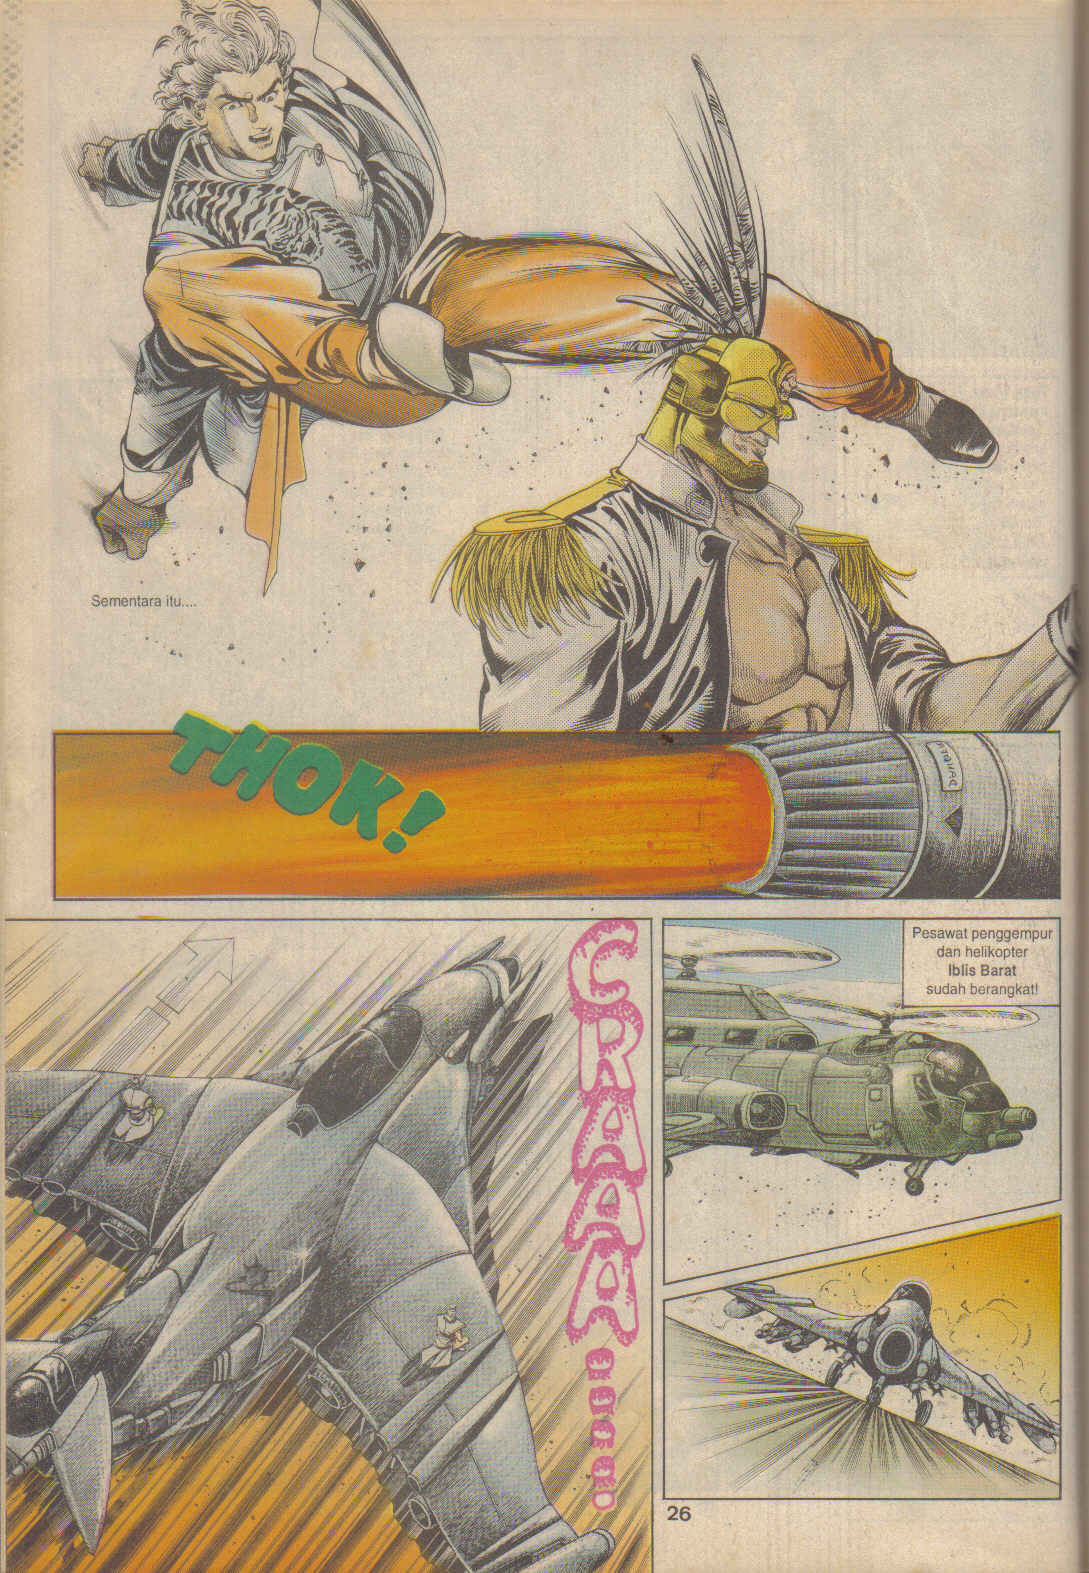 Sementara itu....
THOK!
CRAAA
Pesawat penggempur
dan helikopter
Iblis Barat
sudah berangkat!
26